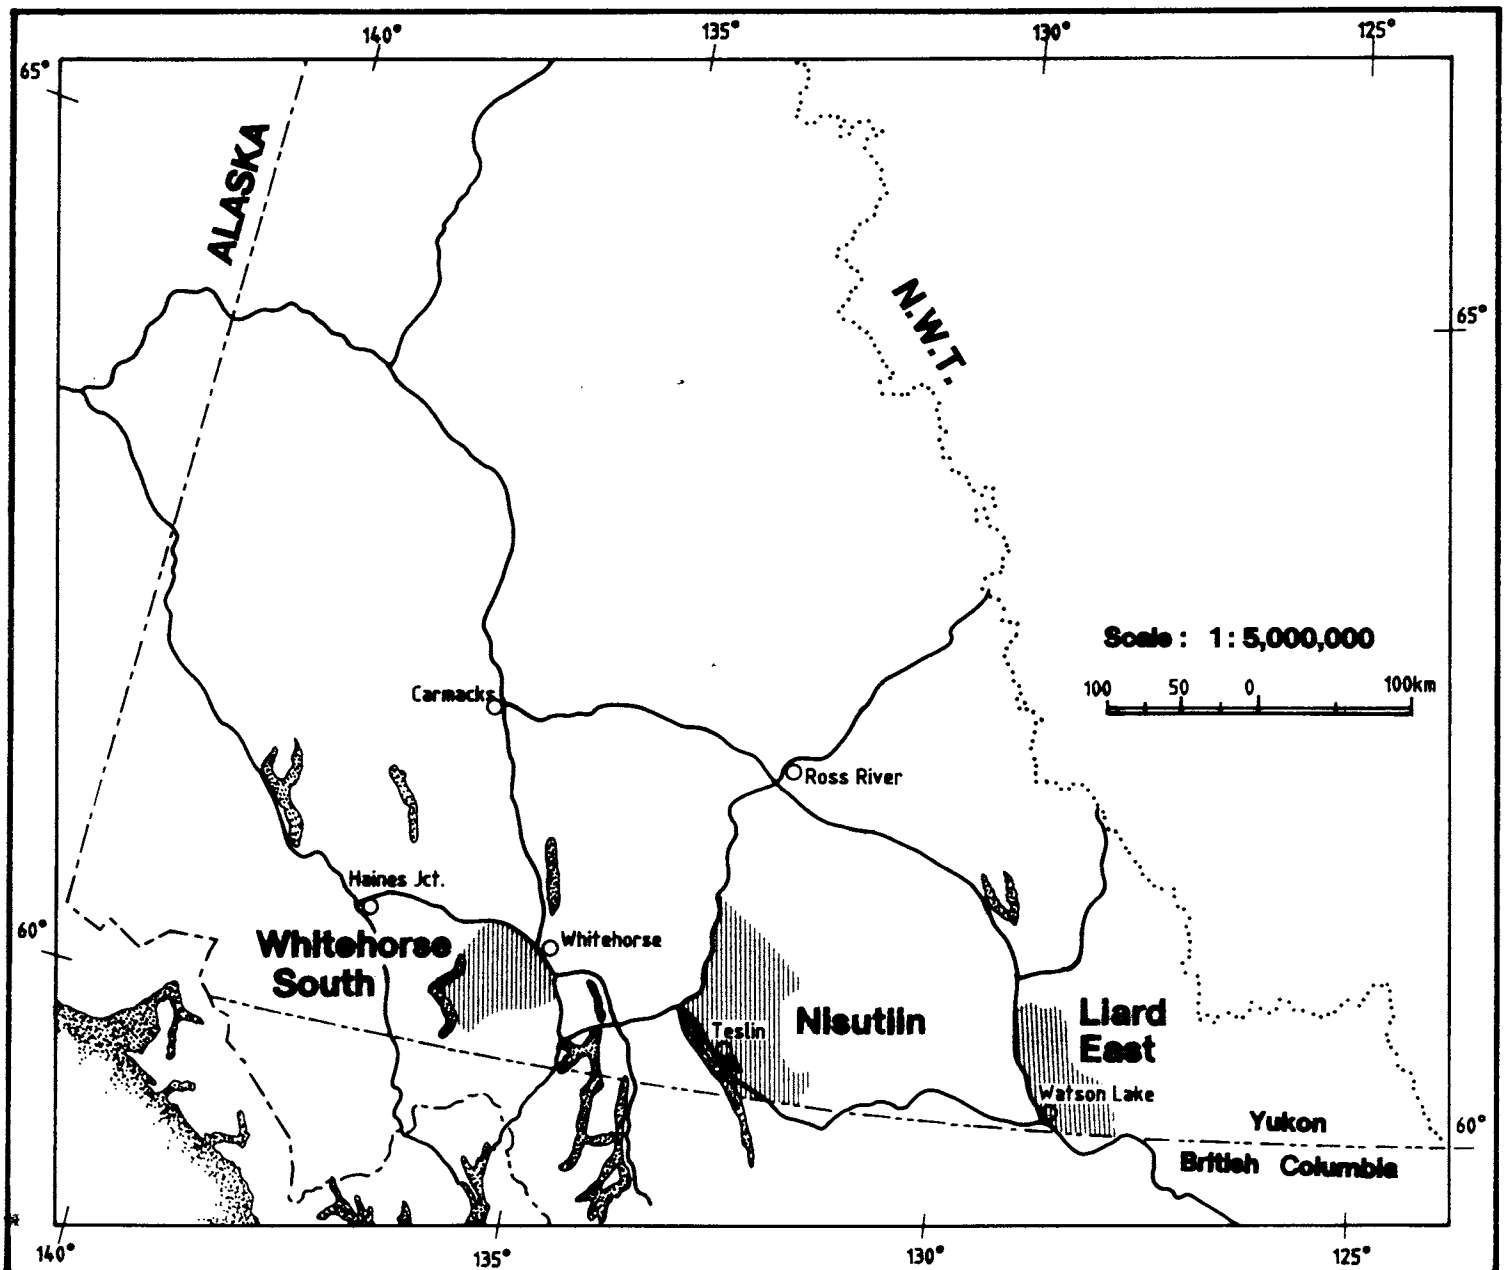 140° 135° 130° 125°
65°
ALASKA
N.W.T.
65°
Scale : 1 : 5,000,000
100 50 0 100km
Carmacks
Ross River
Haines Jct.
60°
Whitehorse
South
Whitehorse
Nisutlin
Liard
East
Teslin
Watson Lake
Yukon
60°
British Columbia
140° 135° 130° 125°